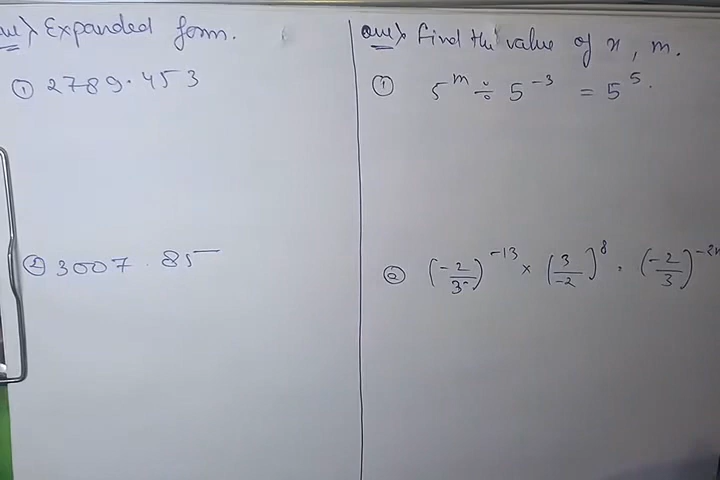 Expanded form.
① 2789.453
② 3007.85
Que> find the value of x, m.
① 5^m ÷ 5^-3 = 5^5.
② (-2/3)^-13 × (3/-2)^8 = (-2/3)^-2x